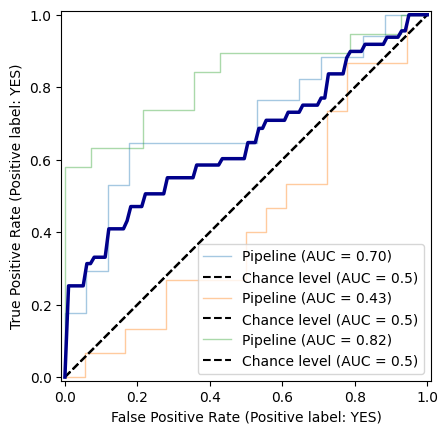 1.0
0.8
0.6
0.4
0.2
0.0
True Positive Rate (Positive label: YES)
Pipeline (AUC = 0.70)
Chance level (AUC = 0.5)
Pipeline (AUC = 0.43)
Chance level (AUC = 0.5)
Pipeline (AUC = 0.82)
Chance level (AUC = 0.5)
0.0 0.2 0.4 0.6 0.8 1.0
False Positive Rate (Positive label: YES)